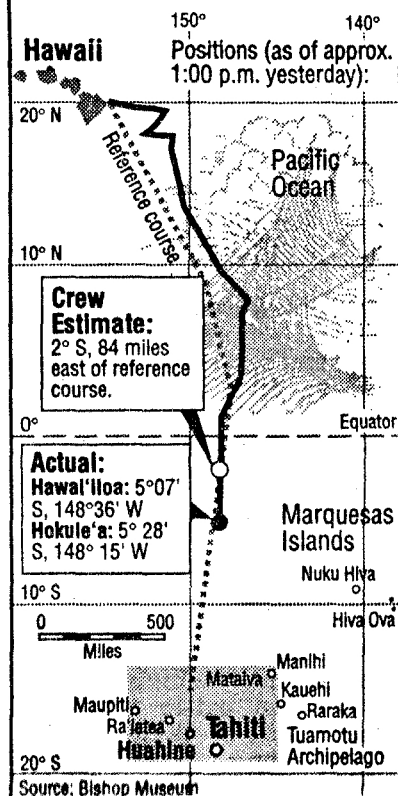 150° 140°
Hawaii
Positions (as of approx.
1:00 p.m. yesterday):
20° N
Reference course
Pacific
Ocean
10° N
Crew
Estimate:
2° S, 84 miles
east of reference
course.
0°
Equator
Actual:
Hawai'iloa: 5°07'
S, 148°36' W
Hokule'a: 5° 28'
S, 148° 15' W
Marquesas
Islands
Nuku Hiva
10° S
Hiva Ova
0 500
Miles
Manihi
Mataiva
Kauehi
Maupiti
Raraka
Ra'iatea
Tahiti
Huahine
Tuamotu
Archipelago
20° S
Source: Bishop Museum